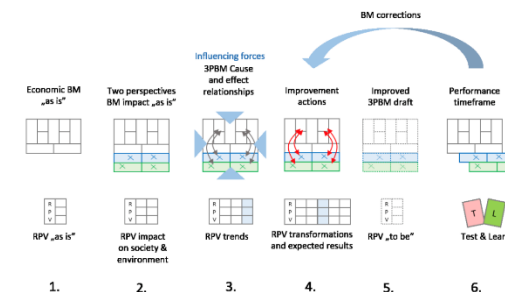 BM corrections
Influencing forces
3PBM Cause
and effect
relationships
Economic BM
„as is"
Two perspectives
BM impact „as is"
Improvement
actions
Improved
3PBM draft
Performance
timeframe
R
P
V
R
P
V
R
P
V
R
P
V
R
P
V
T
L
RPV „as is"
RPV impact
on society &
environment
RPV trends
RPV transformations
and expected results
RPV „to be"
Test & Lear
1.
2.
3.
4.
5.
6.